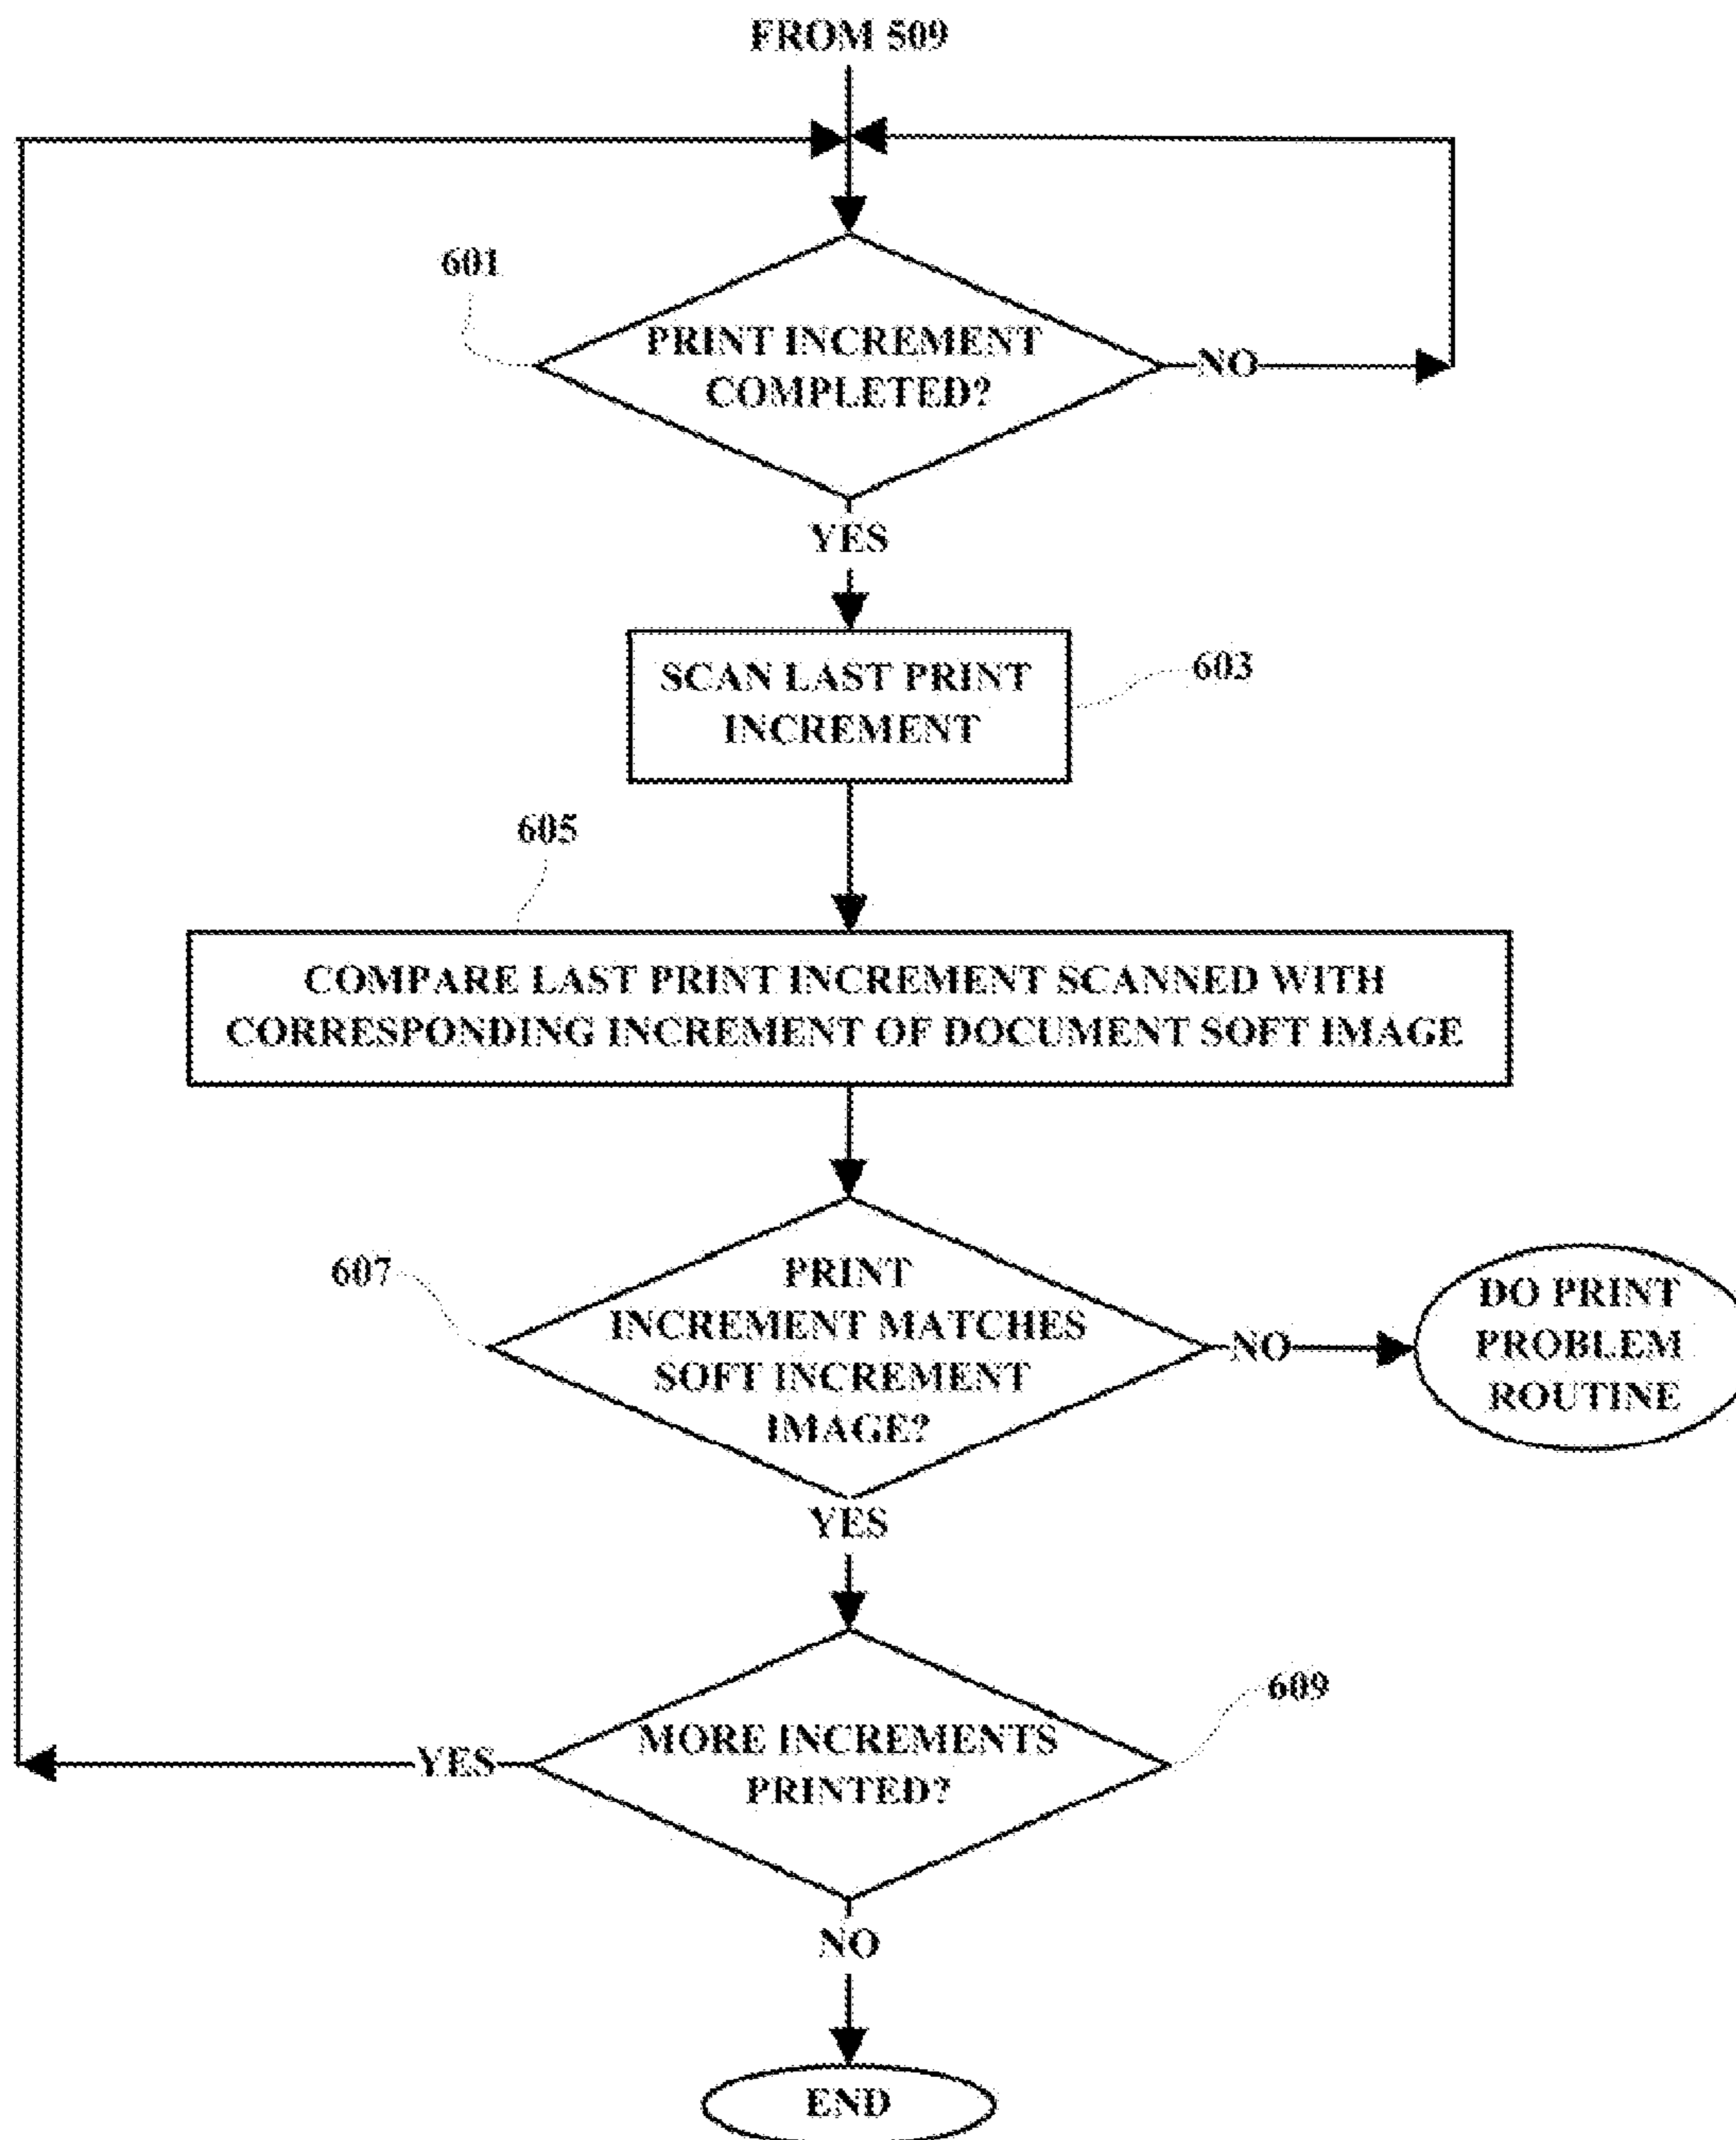 FROM 509
601
PRINT INCREMENT
COMPLETED?
NO
YES
SCAN LAST PRINT
INCREMENT
603
605
COMPARE LAST PRINT INCREMENT SCANNED WITH
CORRESPONDING INCREMENT OF DOCUMENT SOFT IMAGE
607
PRINT
INCREMENT MATCHES
SOFT INCREMENT
IMAGE?
NO
DO PRINT
PROBLEM
ROUTINE
YES
609
MORE INCREMENTS
PRINTED?
YES
NO
END